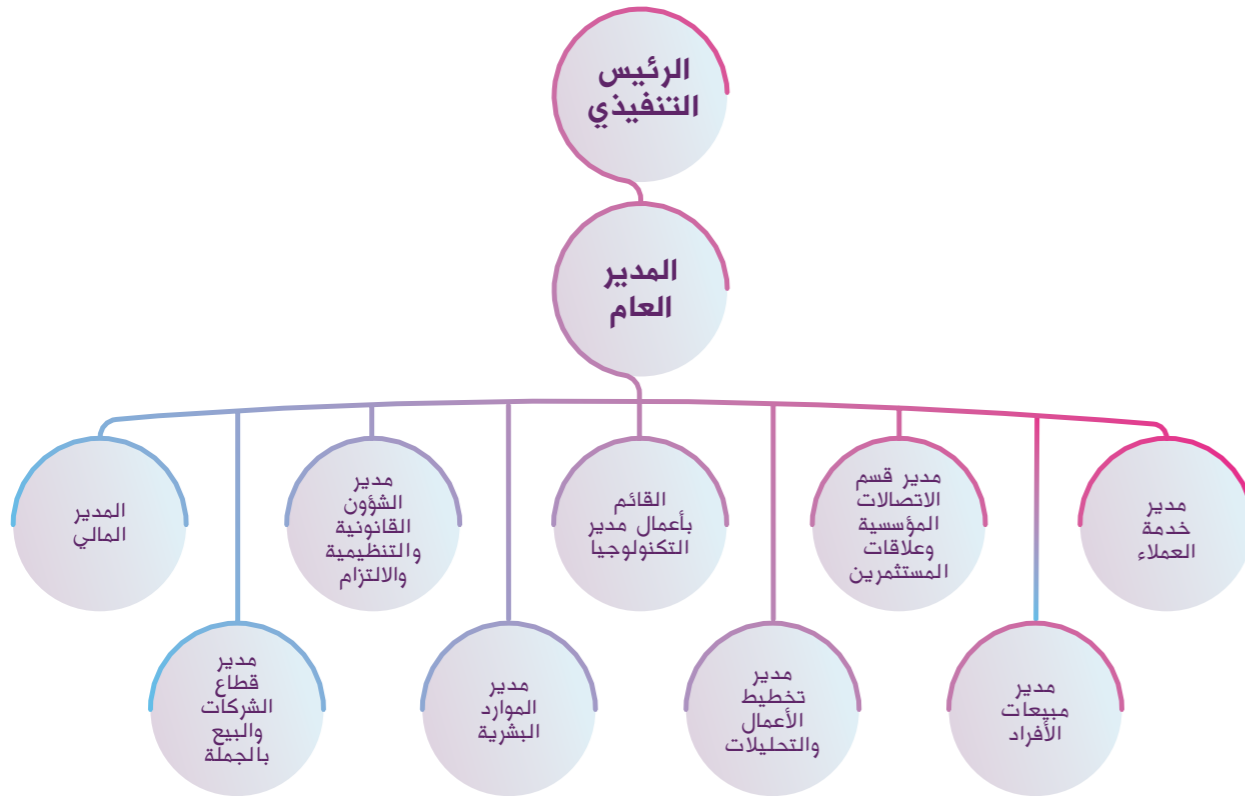 الرئيس
التنفيذي
المدير
العام
مدير
خدمة
العملاء
مدير قسم
الاتصالات
المؤسسية
وعلاقات
المستثمرين
القائم
بأعمال مدير
التكنولوجيا
مدير
الشؤون
القانونية
والتنظيمية
والالتزام
المدير
المالي
مدير
مبيعات
الأفراد
مدير
تخطيط
الأعمال
والتحليلات
مدير
الموارد
البشرية
مدير
قطاع
الشركات
والبيع
بالجملة